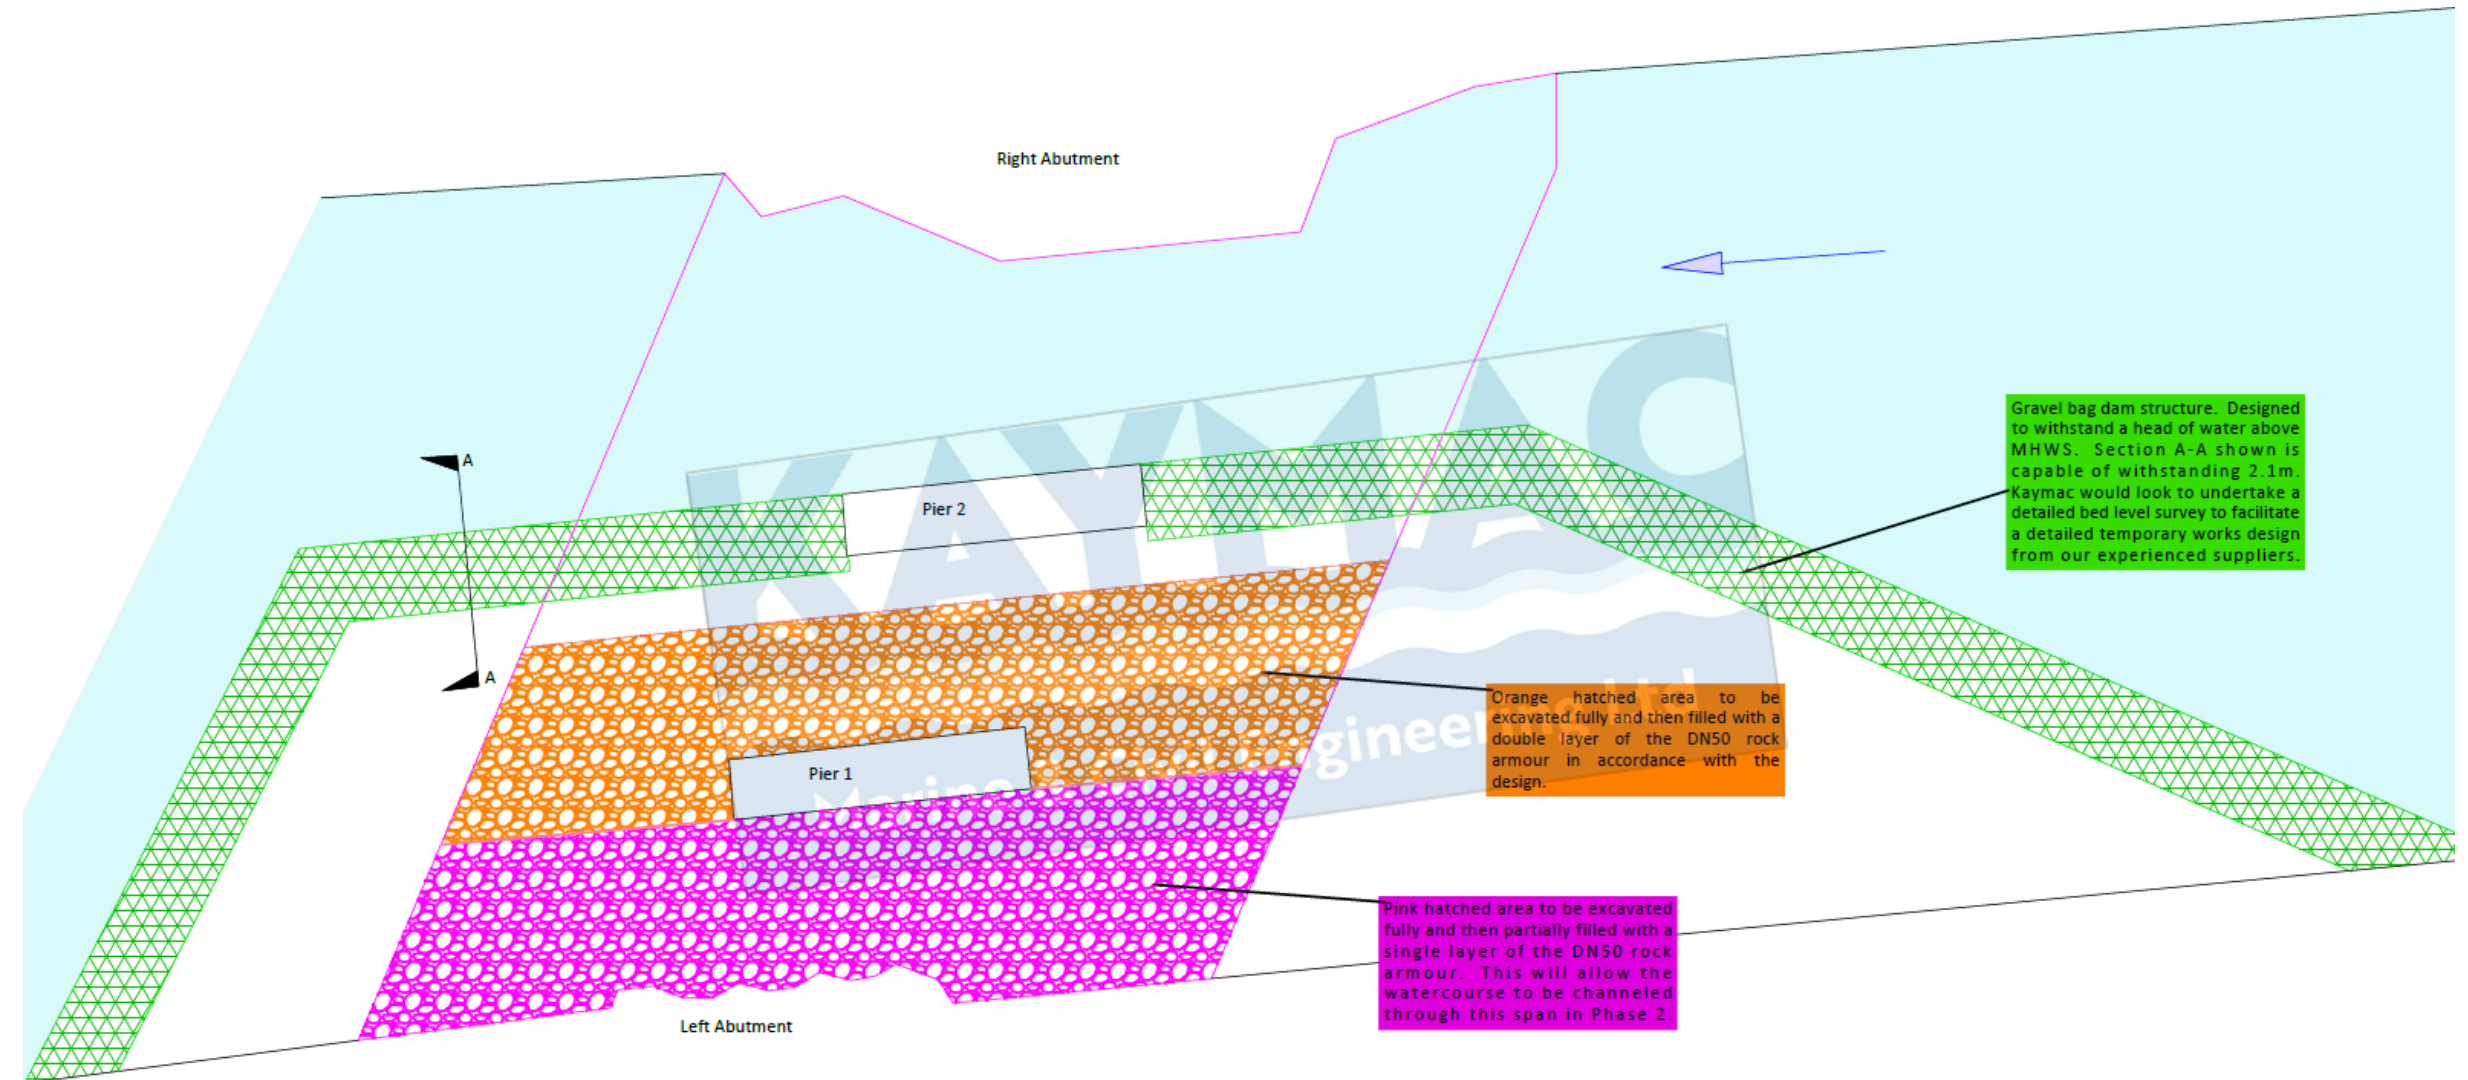 Right Abutment
KAYMAC
Gravel bag dam structure. Designed
to withstand a head of water above
MHWS. Section A-A shown is
capable of withstanding 2.1m.
Kaymac would look to undertake a
detailed bed level survey to facilitate
a detailed temporary works design
from our experienced suppliers.
A
Pier 2
A
Orange hatched area to be
excavated fully and then filled with a
double layer of the DN50 rock
armour in accordance with the
design.
Pier 1
Marine
Engineering Ltd
Pink hatched area to be excavated
fully and then partially filled with a
single layer of the DN50 rock
armour. This will allow the
watercourse to be channeled
through this span in Phase 2.
Left Abutment